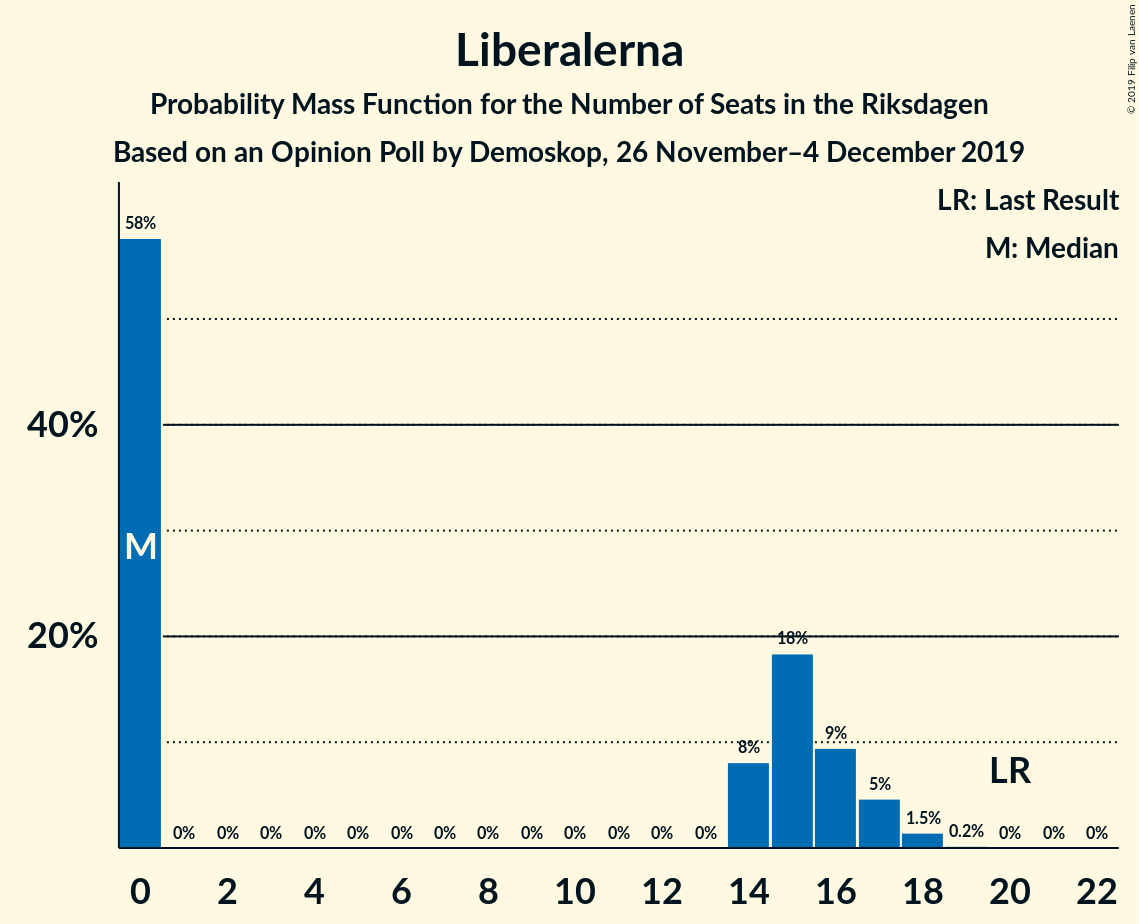 Liberalerna
Probability Mass Function for the Number of Seats in the Riksdagen
Based on an Opinion Poll by Demoskop, 26 November–4 December 2019
© 2019 Filip van Laenen
LR: Last Result
M: Median
58%
40%
M
20%
18%
8%
9%
LR
5%
1.5%
0.2%
0% 0% 0% 0% 0% 0% 0% 0% 0% 0% 0% 0% 0% 0% 0% 0%
0 2 4 6 8 10 12 14 16 18 20 22